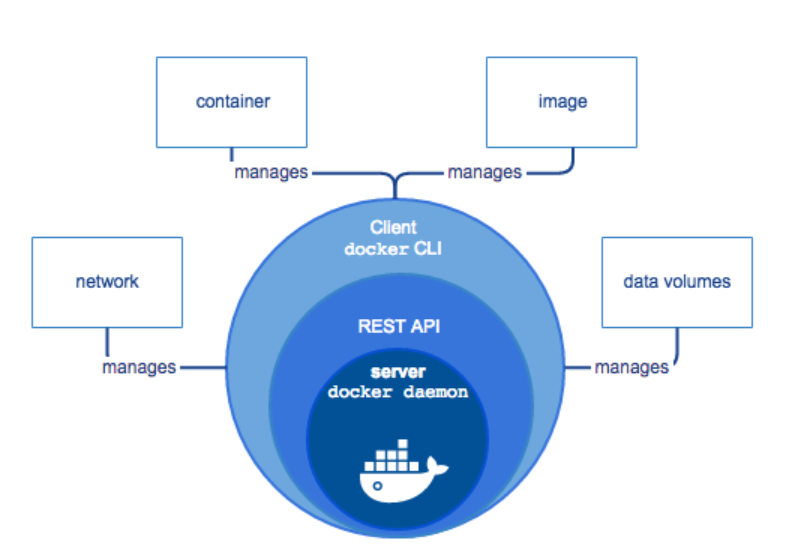 container
image
manages
manages
Client
docker CLI
network
data volumes
REST API
manages
manages
server
docker daemon